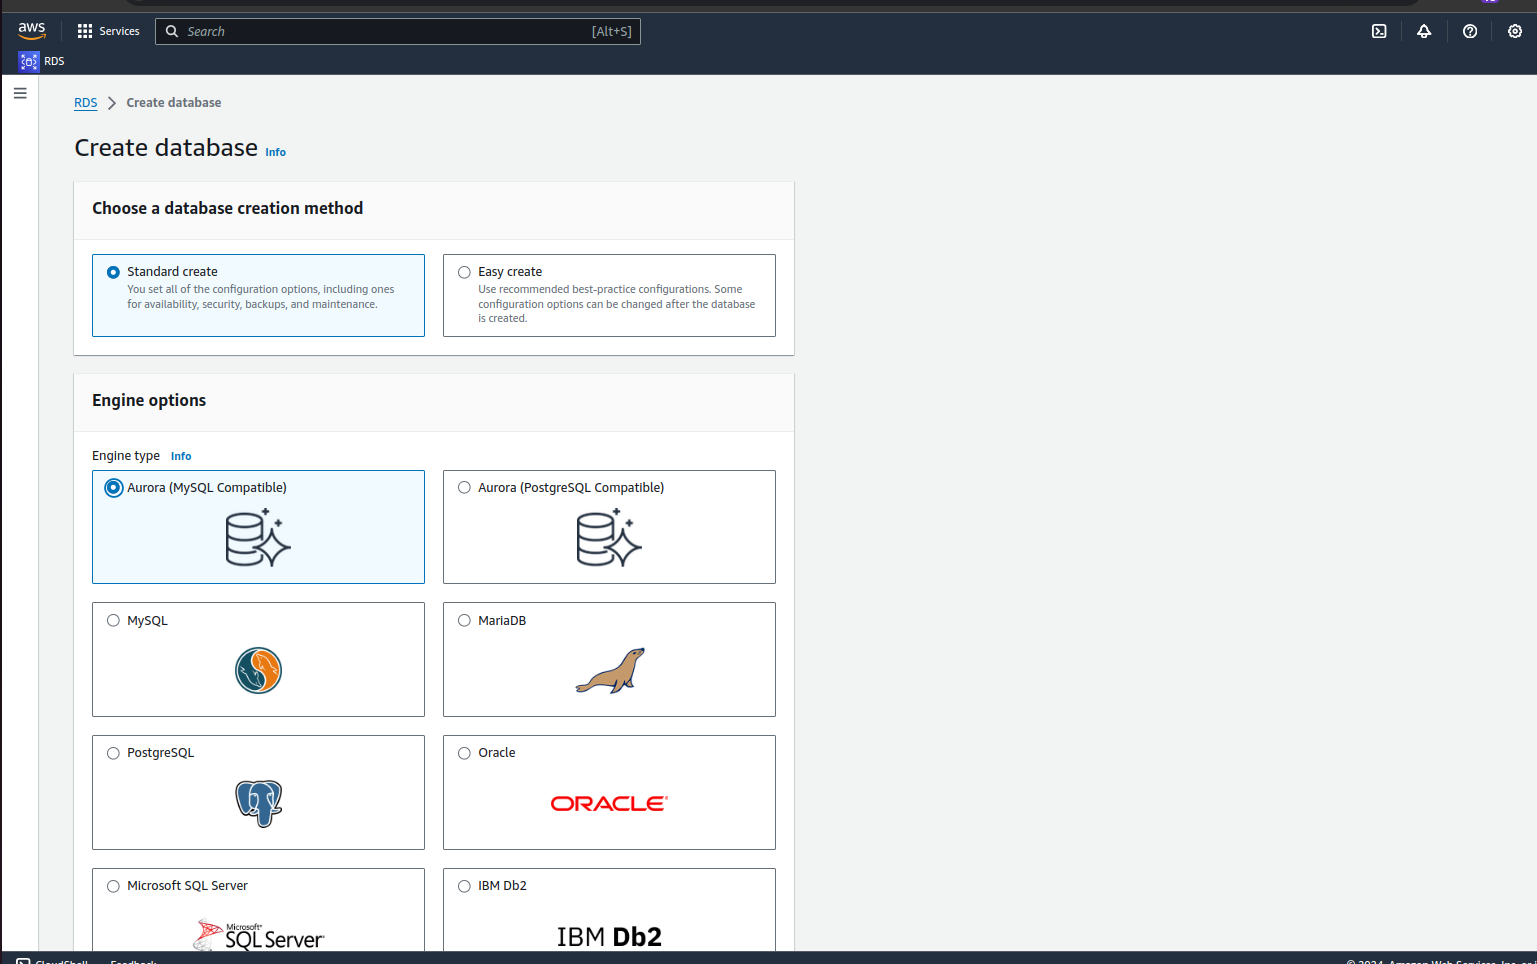 aws
Services
Search
[Alt+S]
RDS
RDS
Create database
Create database
Info
Choose a database creation method
Standard create
You set all of the configuration options, including ones
for availability, security, backups, and maintenance.
Easy create
Use recommended best-practice configurations. Some
configuration options can be changed after the database
is created.
Engine options
Engine type
Info
Aurora (MySQL Compatible)
Aurora (PostgreSQL Compatible)
MySQL
MariaDB
PostgreSQL
Oracle
ORACLE
Microsoft SQL Server
Microsoft®
SQL Server
IBM Db2
IBM Db2
CloudShell
Feedback
© 2024, Amazon Web Services, Inc. or